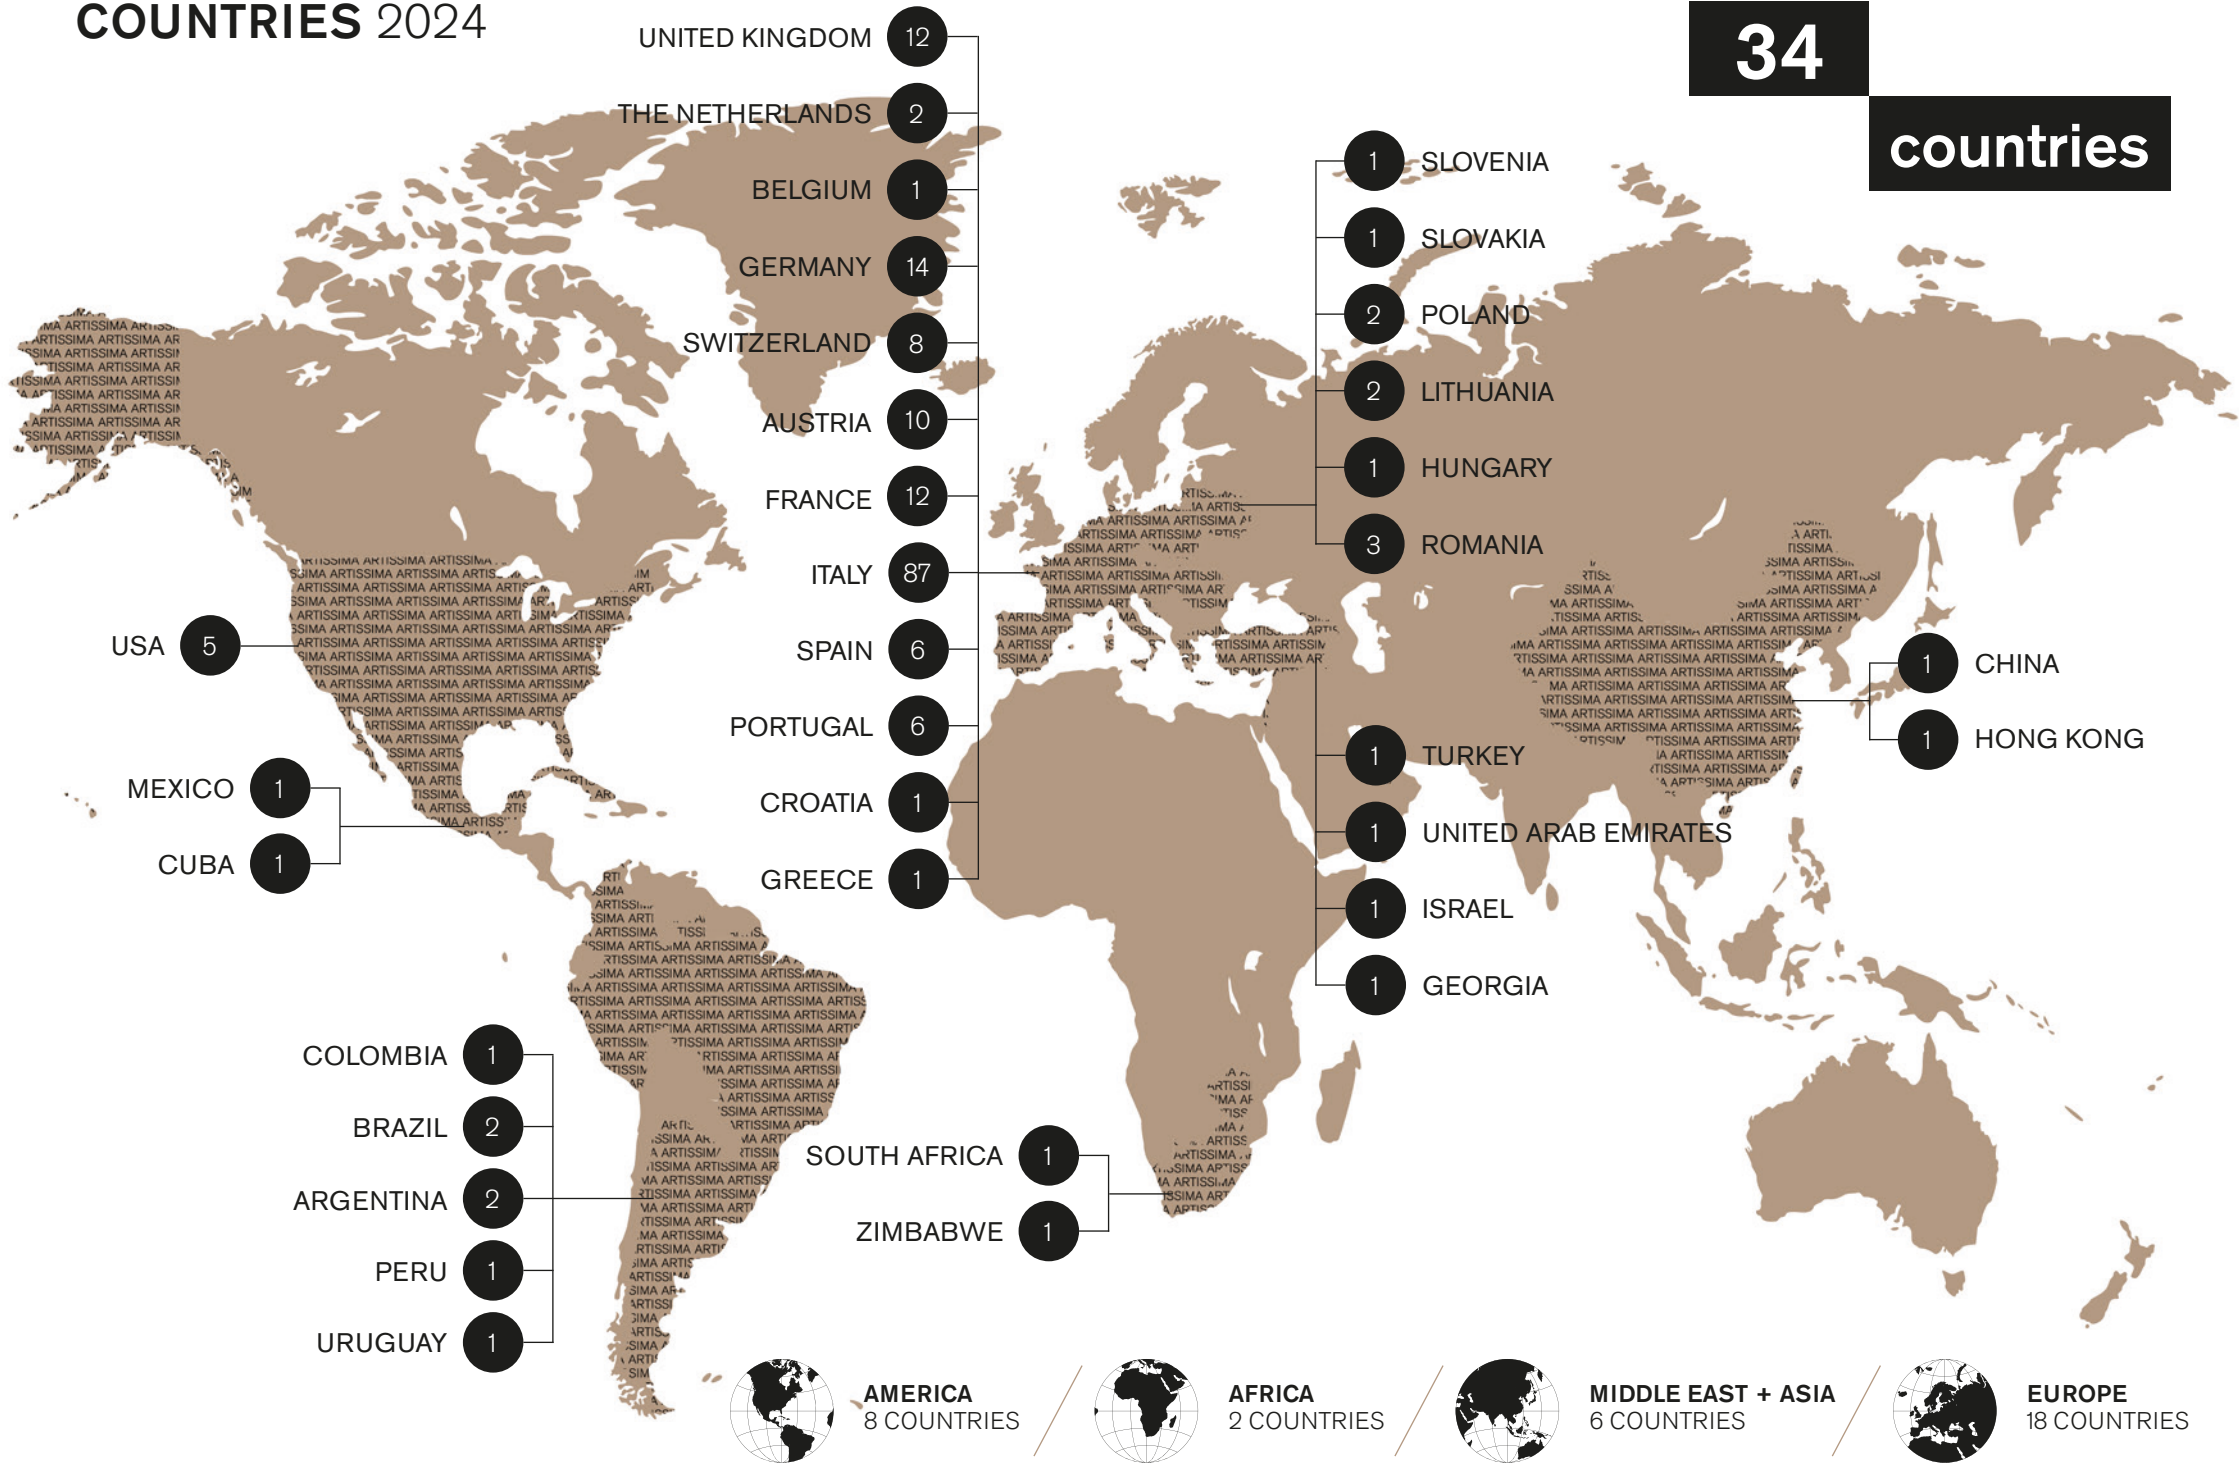 COUNTRIES 2024
34
countries
UNITED KINGDOM 12
THE NETHERLANDS 2
BELGIUM 1
GERMANY 14
SWITZERLAND 8
AUSTRIA 10
FRANCE 12
ITALY 87
SPAIN 6
PORTUGAL 6
CROATIA 1
GREECE 1
1 SLOVENIA
1 SLOVAKIA
2 POLAND
2 LITHUANIA
1 HUNGARY
3 ROMANIA
USA 5
MEXICO 1
CUBA 1
1 CHINA
1 HONG KONG
1 TURKEY
1 UNITED ARAB EMIRATES
1 ISRAEL
1 GEORGIA
COLOMBIA 1
BRAZIL 2
ARGENTINA 2
PERU 1
URUGUAY 1
SOUTH AFRICA 1
ZIMBABWE 1
AMERICA
8 COUNTRIES
AFRICA
2 COUNTRIES
MIDDLE EAST + ASIA
6 COUNTRIES
EUROPE
18 COUNTRIES